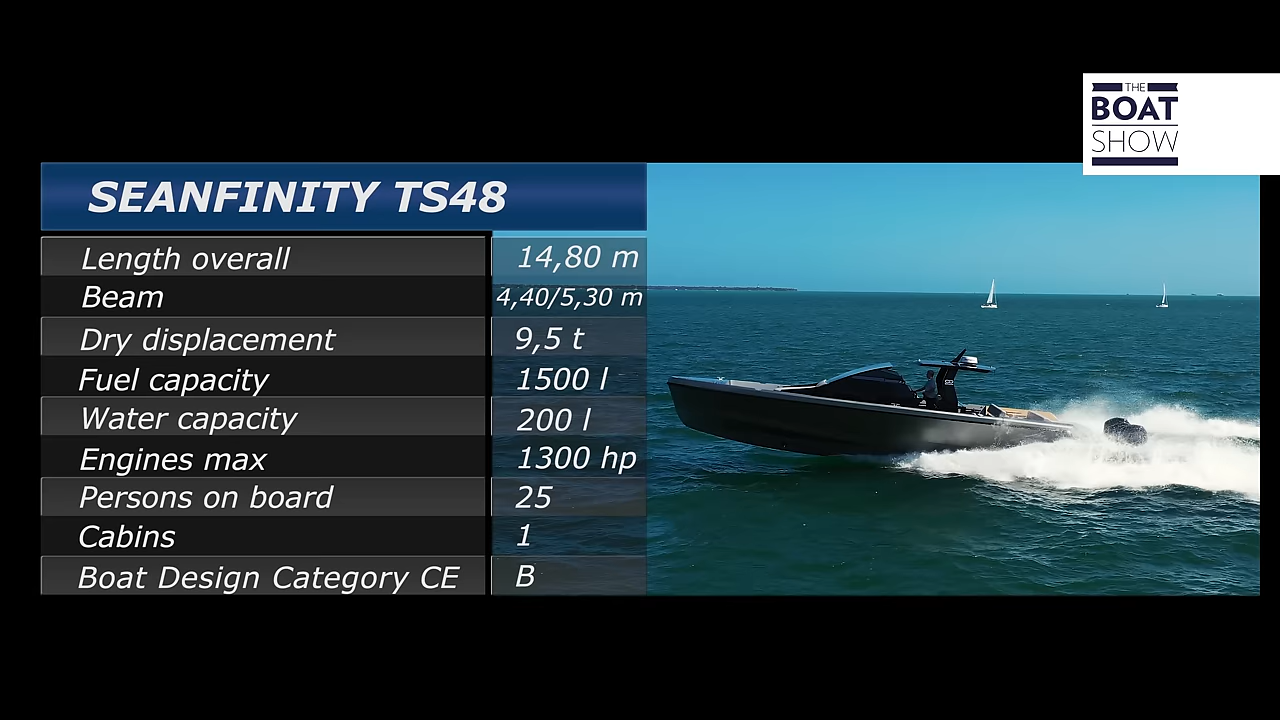 THE
BOAT
SHOW
SEANFINITY TS48
Length overall 14,80 m
Beam 4,40/5,30 m
Dry displacement 9,5 t
Fuel capacity 1500 l
Water capacity 200 l
Engines max 1300 hp
Persons on board 25
Cabins 1
Boat Design Category CE B